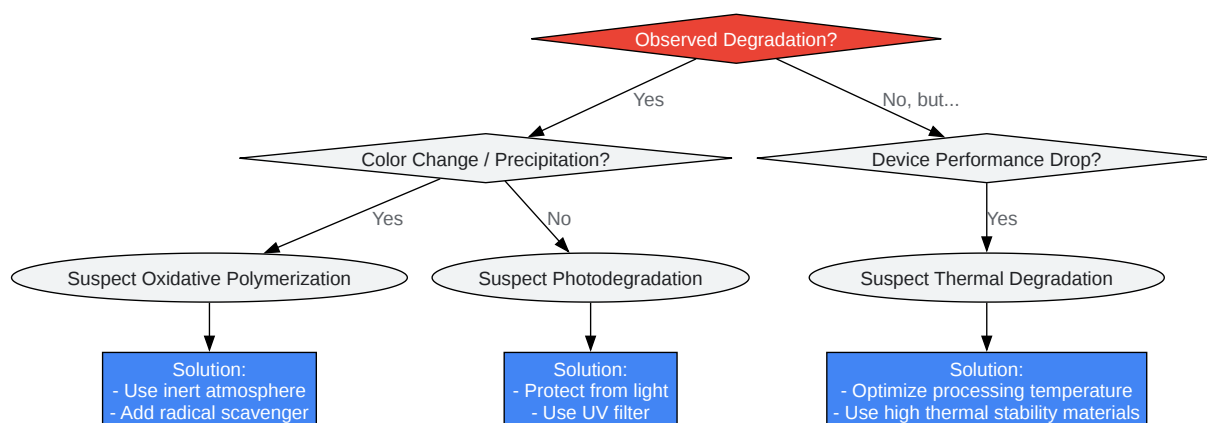 Observed Degradation?
Yes
No, but...
Color Change / Precipitation?
Device Performance Drop?
Yes
No
Yes
Suspect Oxidative Polymerization
Suspect Photodegradation
Suspect Thermal Degradation
Solution:
- Use inert atmosphere
- Add radical scavenger
Solution:
- Protect from light
- Use UV filter
Solution:
- Optimize processing temperature
- Use high thermal stability materials